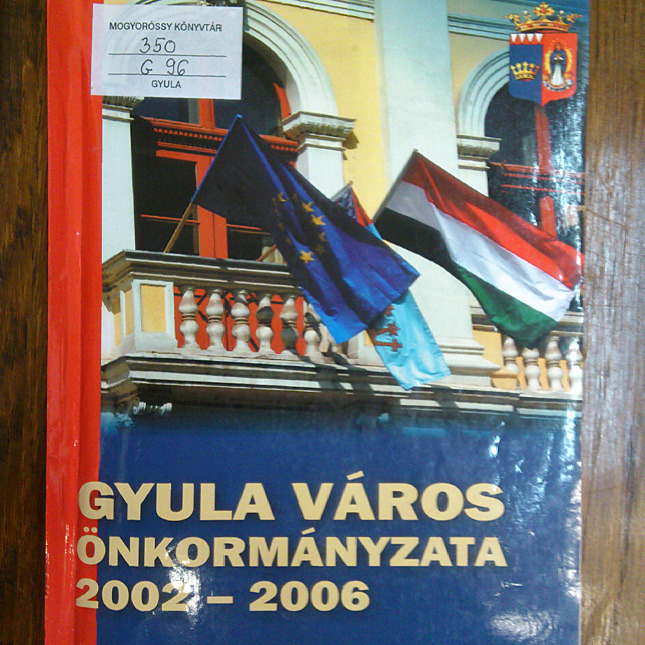 MOGYORÓSSY KÖNYVTÁR
350
G 96
GYULA
GYULA VÁROS
ÖNKORMÁNYZATA
2002 – 2006